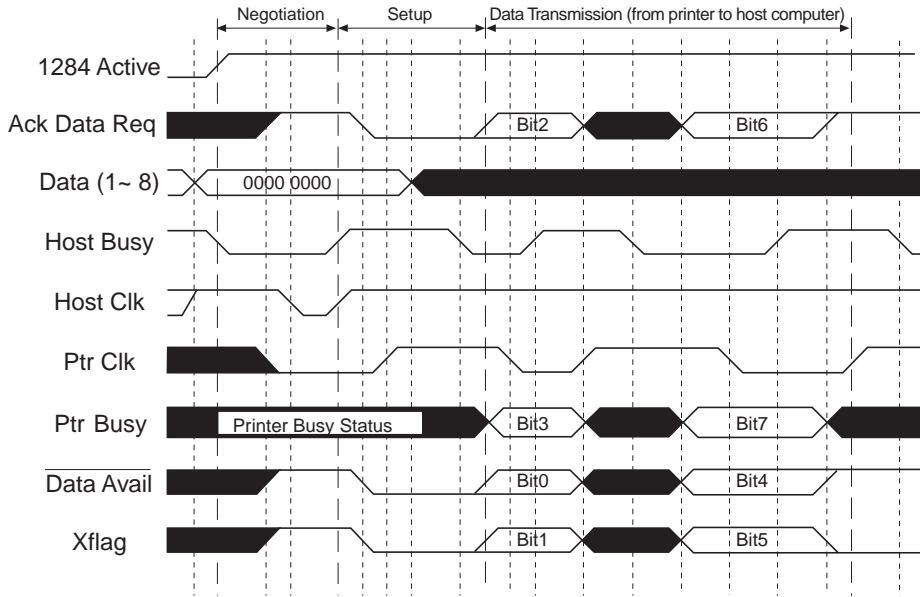 Negotiation Setup Data Transmission (from printer to host computer)
1284 Active
Ack Data Req Bit2 Bit6
Data (1~ 8) 0000 0000
Host Busy
Host Clk
Ptr Clk
Ptr Busy Printer Busy Status Bit3 Bit7
Data Avail Bit0 Bit4
Xflag Bit1 Bit5